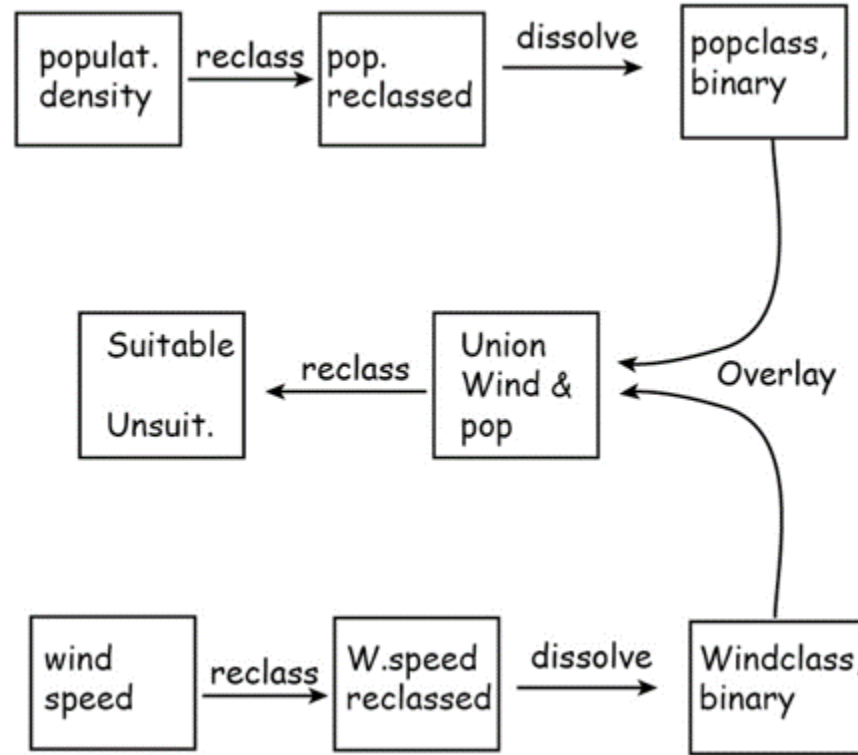 populat.
density
reclass
pop.
reclassed
dissolve
popclass,
binary
Overlay
Union
Wind &
pop
reclass
Suitable
Unsuit.
wind
speed
reclass
W.speed
reclassed
dissolve
Windclass,
binary